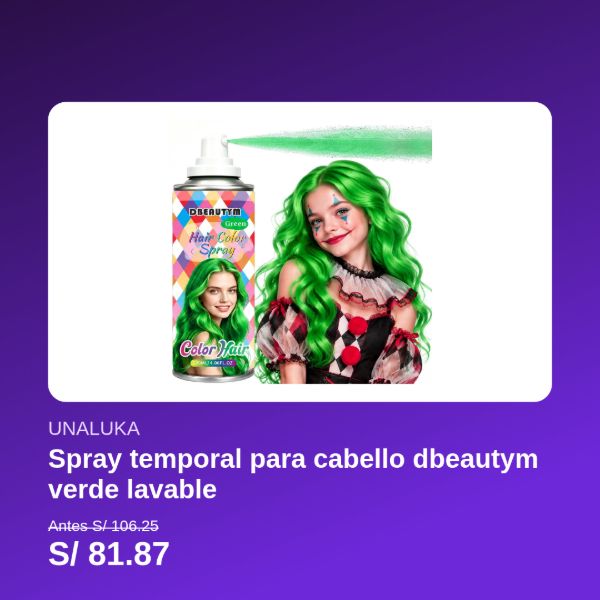 DBEAUTYM
Green
Hair Color
Spray
Color Hair
UNALUKA
Spray temporal para cabello dbeautym
verde lavable
Antes S/ 106.25
S/ 81.87